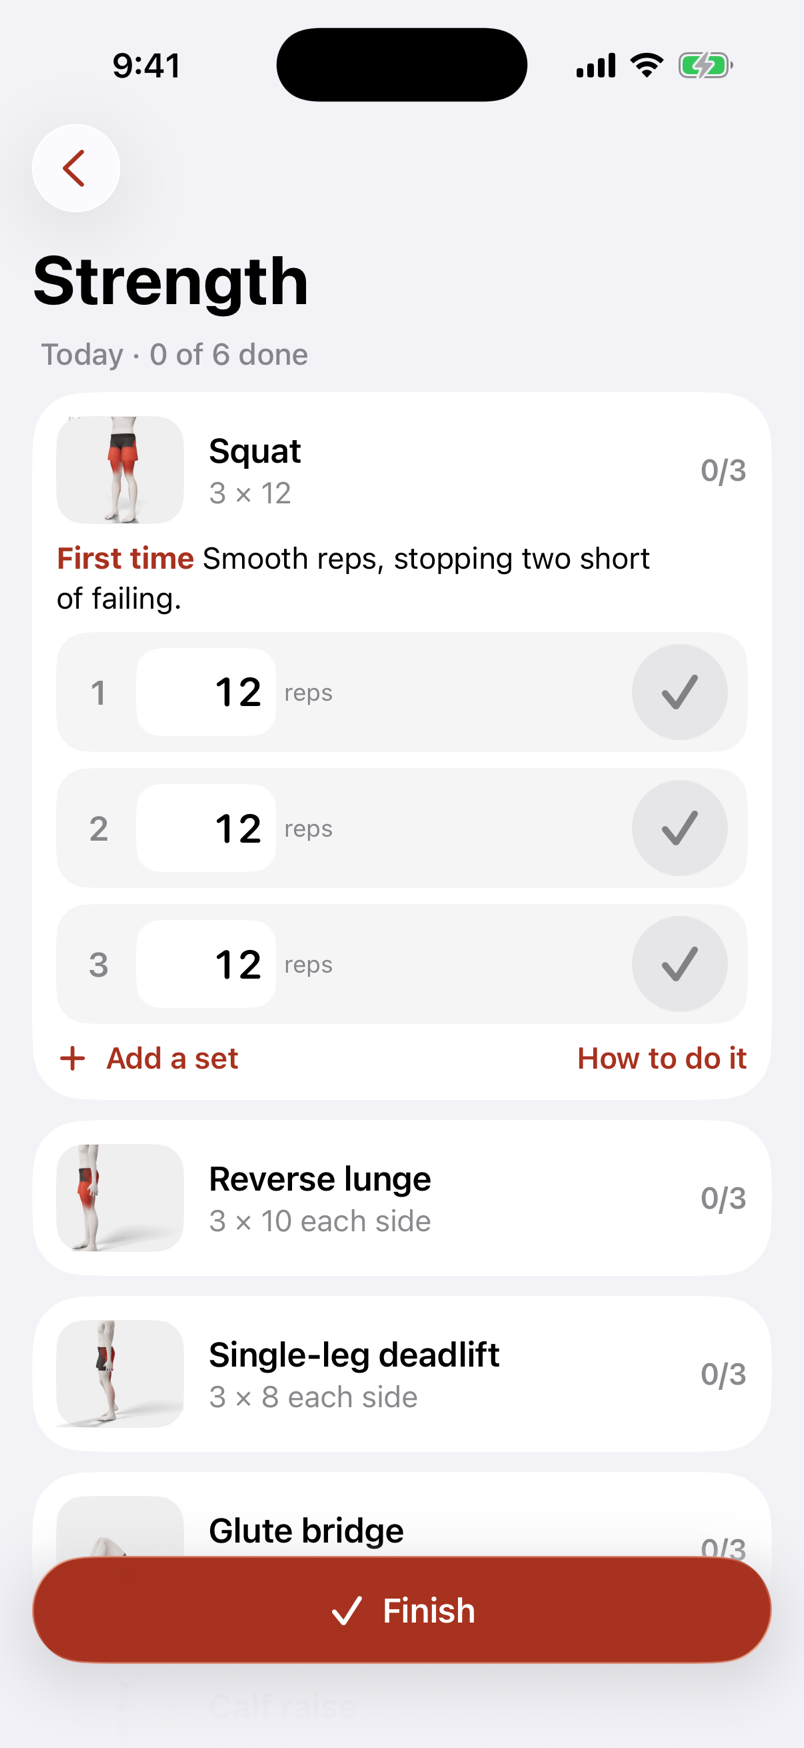 9:41
Strength
Today · 0 of 6 done
Squat
3 × 12
0/3
First time Smooth reps, stopping two short
of failing.
1 12 reps
2 12 reps
3 12 reps
+ Add a set
How to do it
Reverse lunge
3 × 10 each side
0/3
Single-leg deadlift
3 × 8 each side
0/3
Glute bridge
0/3
Finish
Calf raise